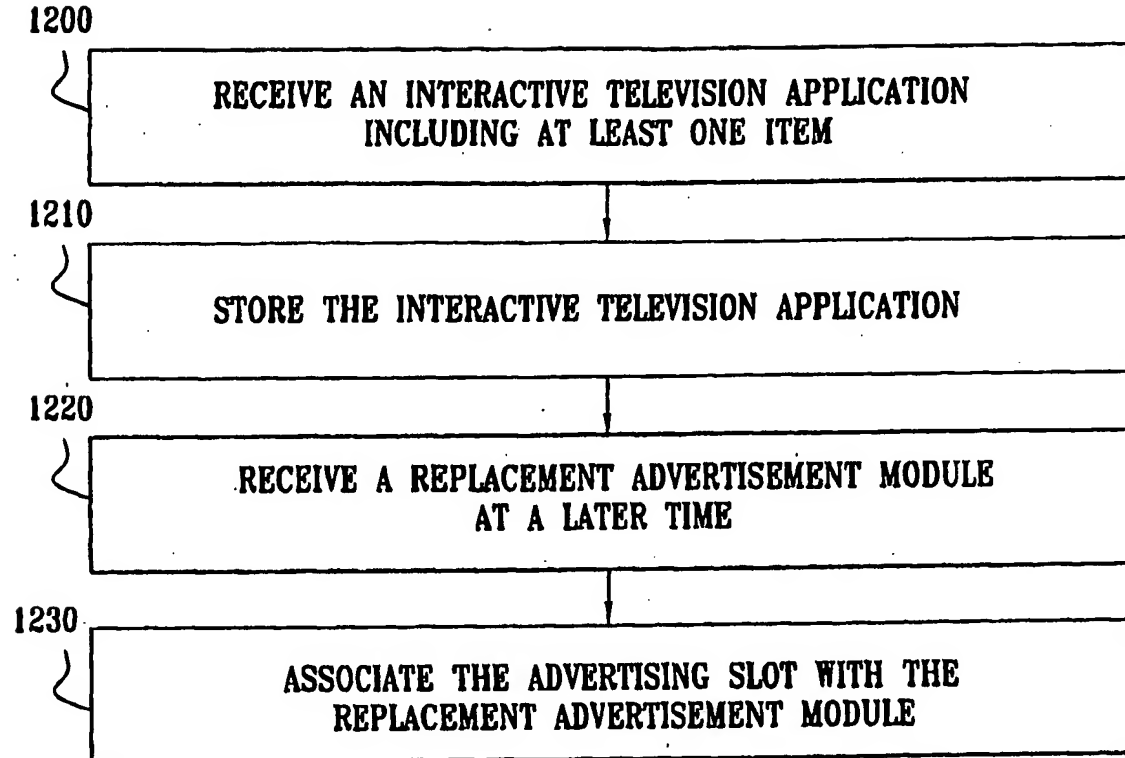 1200
RECEIVE AN INTERACTIVE TELEVISION APPLICATION
INCLUDING AT LEAST ONE ITEM
1210
STORE THE INTERACTIVE TELEVISION APPLICATION
1220
RECEIVE A REPLACEMENT ADVERTISEMENT MODULE
AT A LATER TIME
1230
ASSOCIATE THE ADVERTISING SLOT WITH THE
REPLACEMENT ADVERTISEMENT MODULE